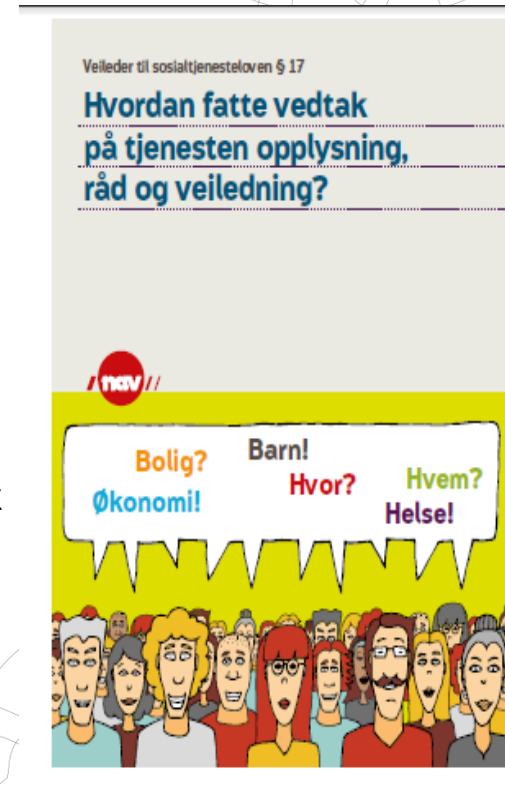 Veileder til sosialtjenesteloven § 17
Hvordan fatte vedtak
på tjenesten opplysning,
råd og veiledning?
nav
Bolig?
Barn!
Økonomi!
Hvor?
Hvem?
Helse!